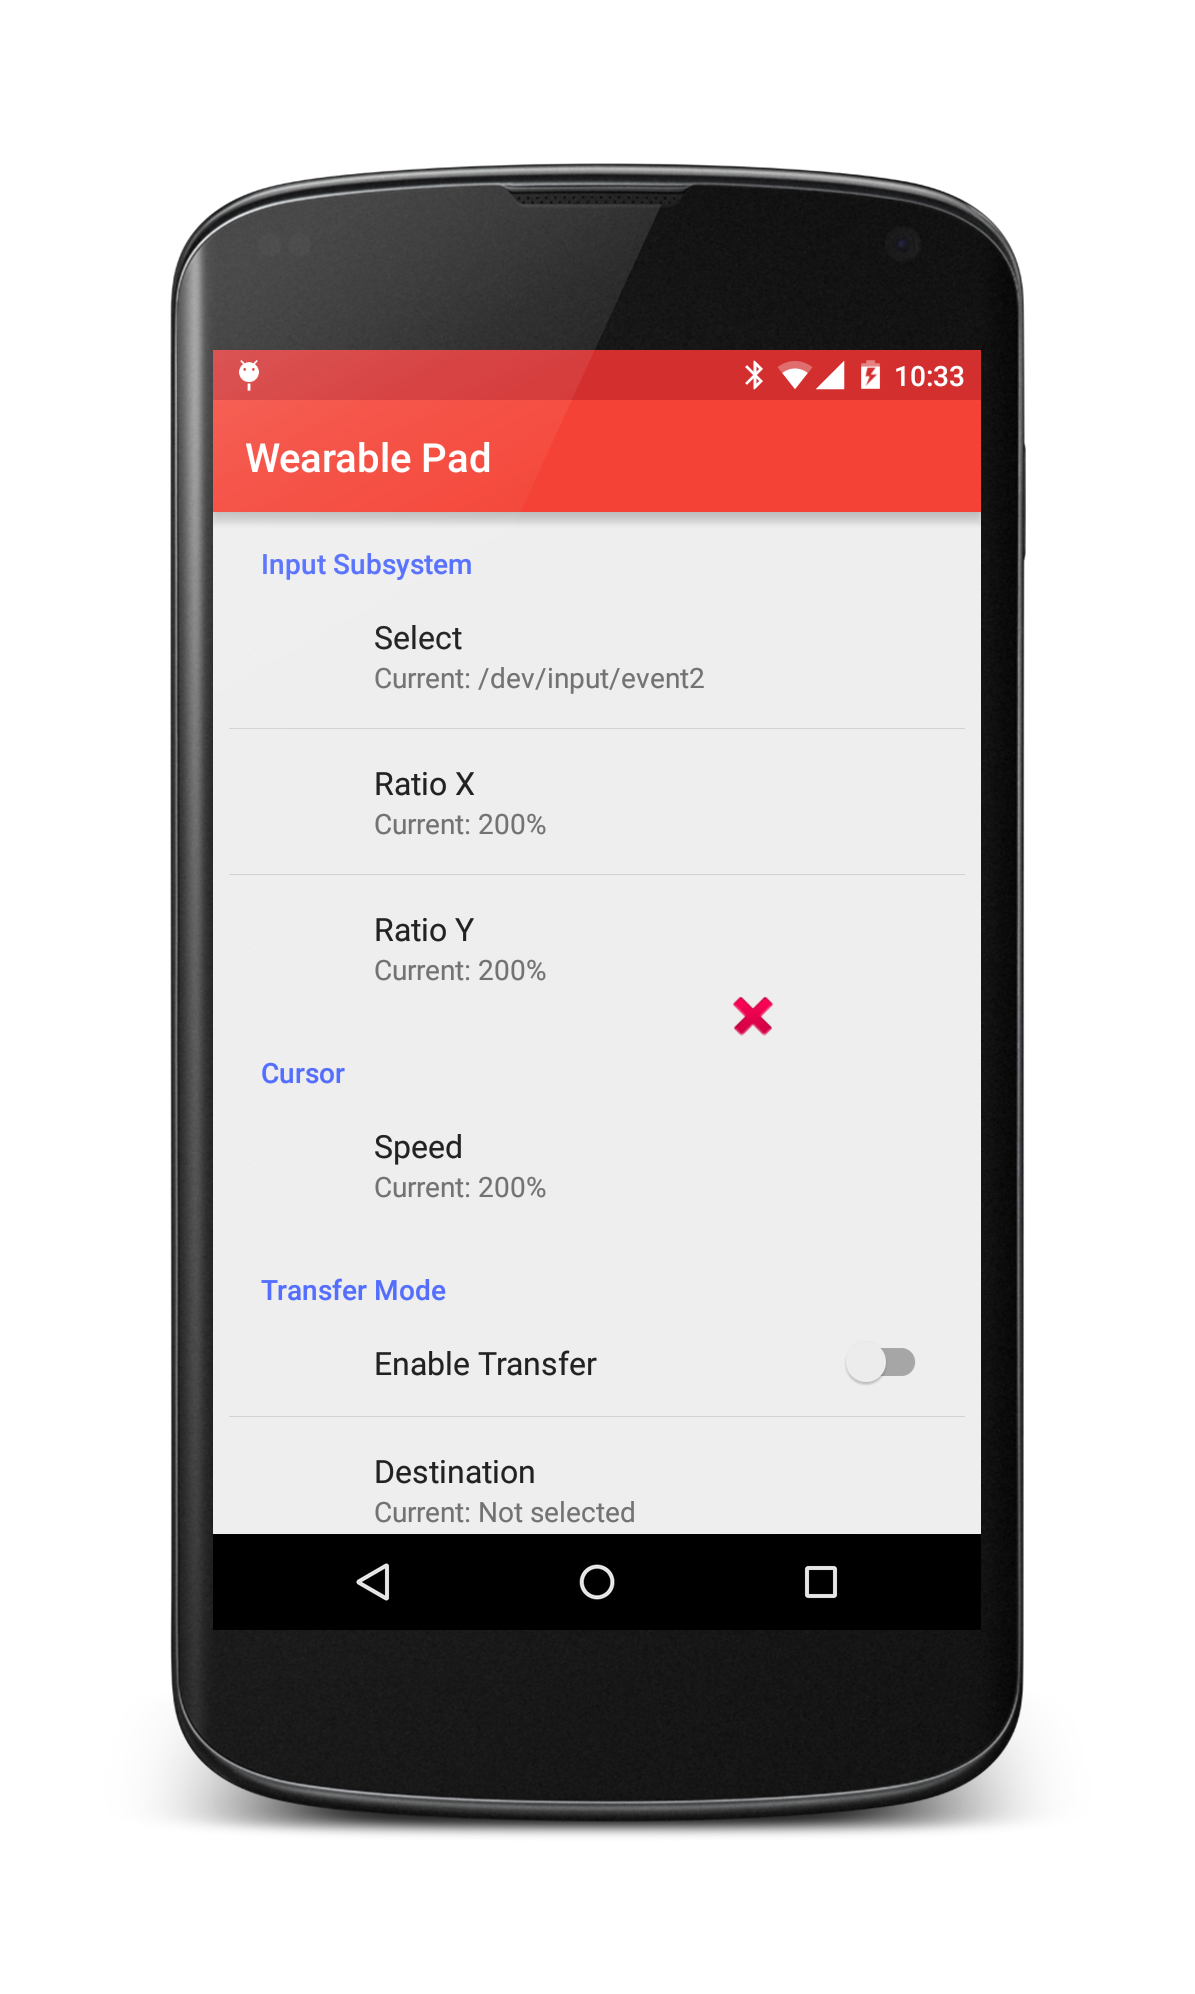 10:33
Wearable Pad
Input Subsystem
Select
Current: /dev/input/event2
Ratio X
Current: 200%
Ratio Y
Current: 200%
Cursor
Speed
Current: 200%
Transfer Mode
Enable Transfer
Destination
Current: Not selected